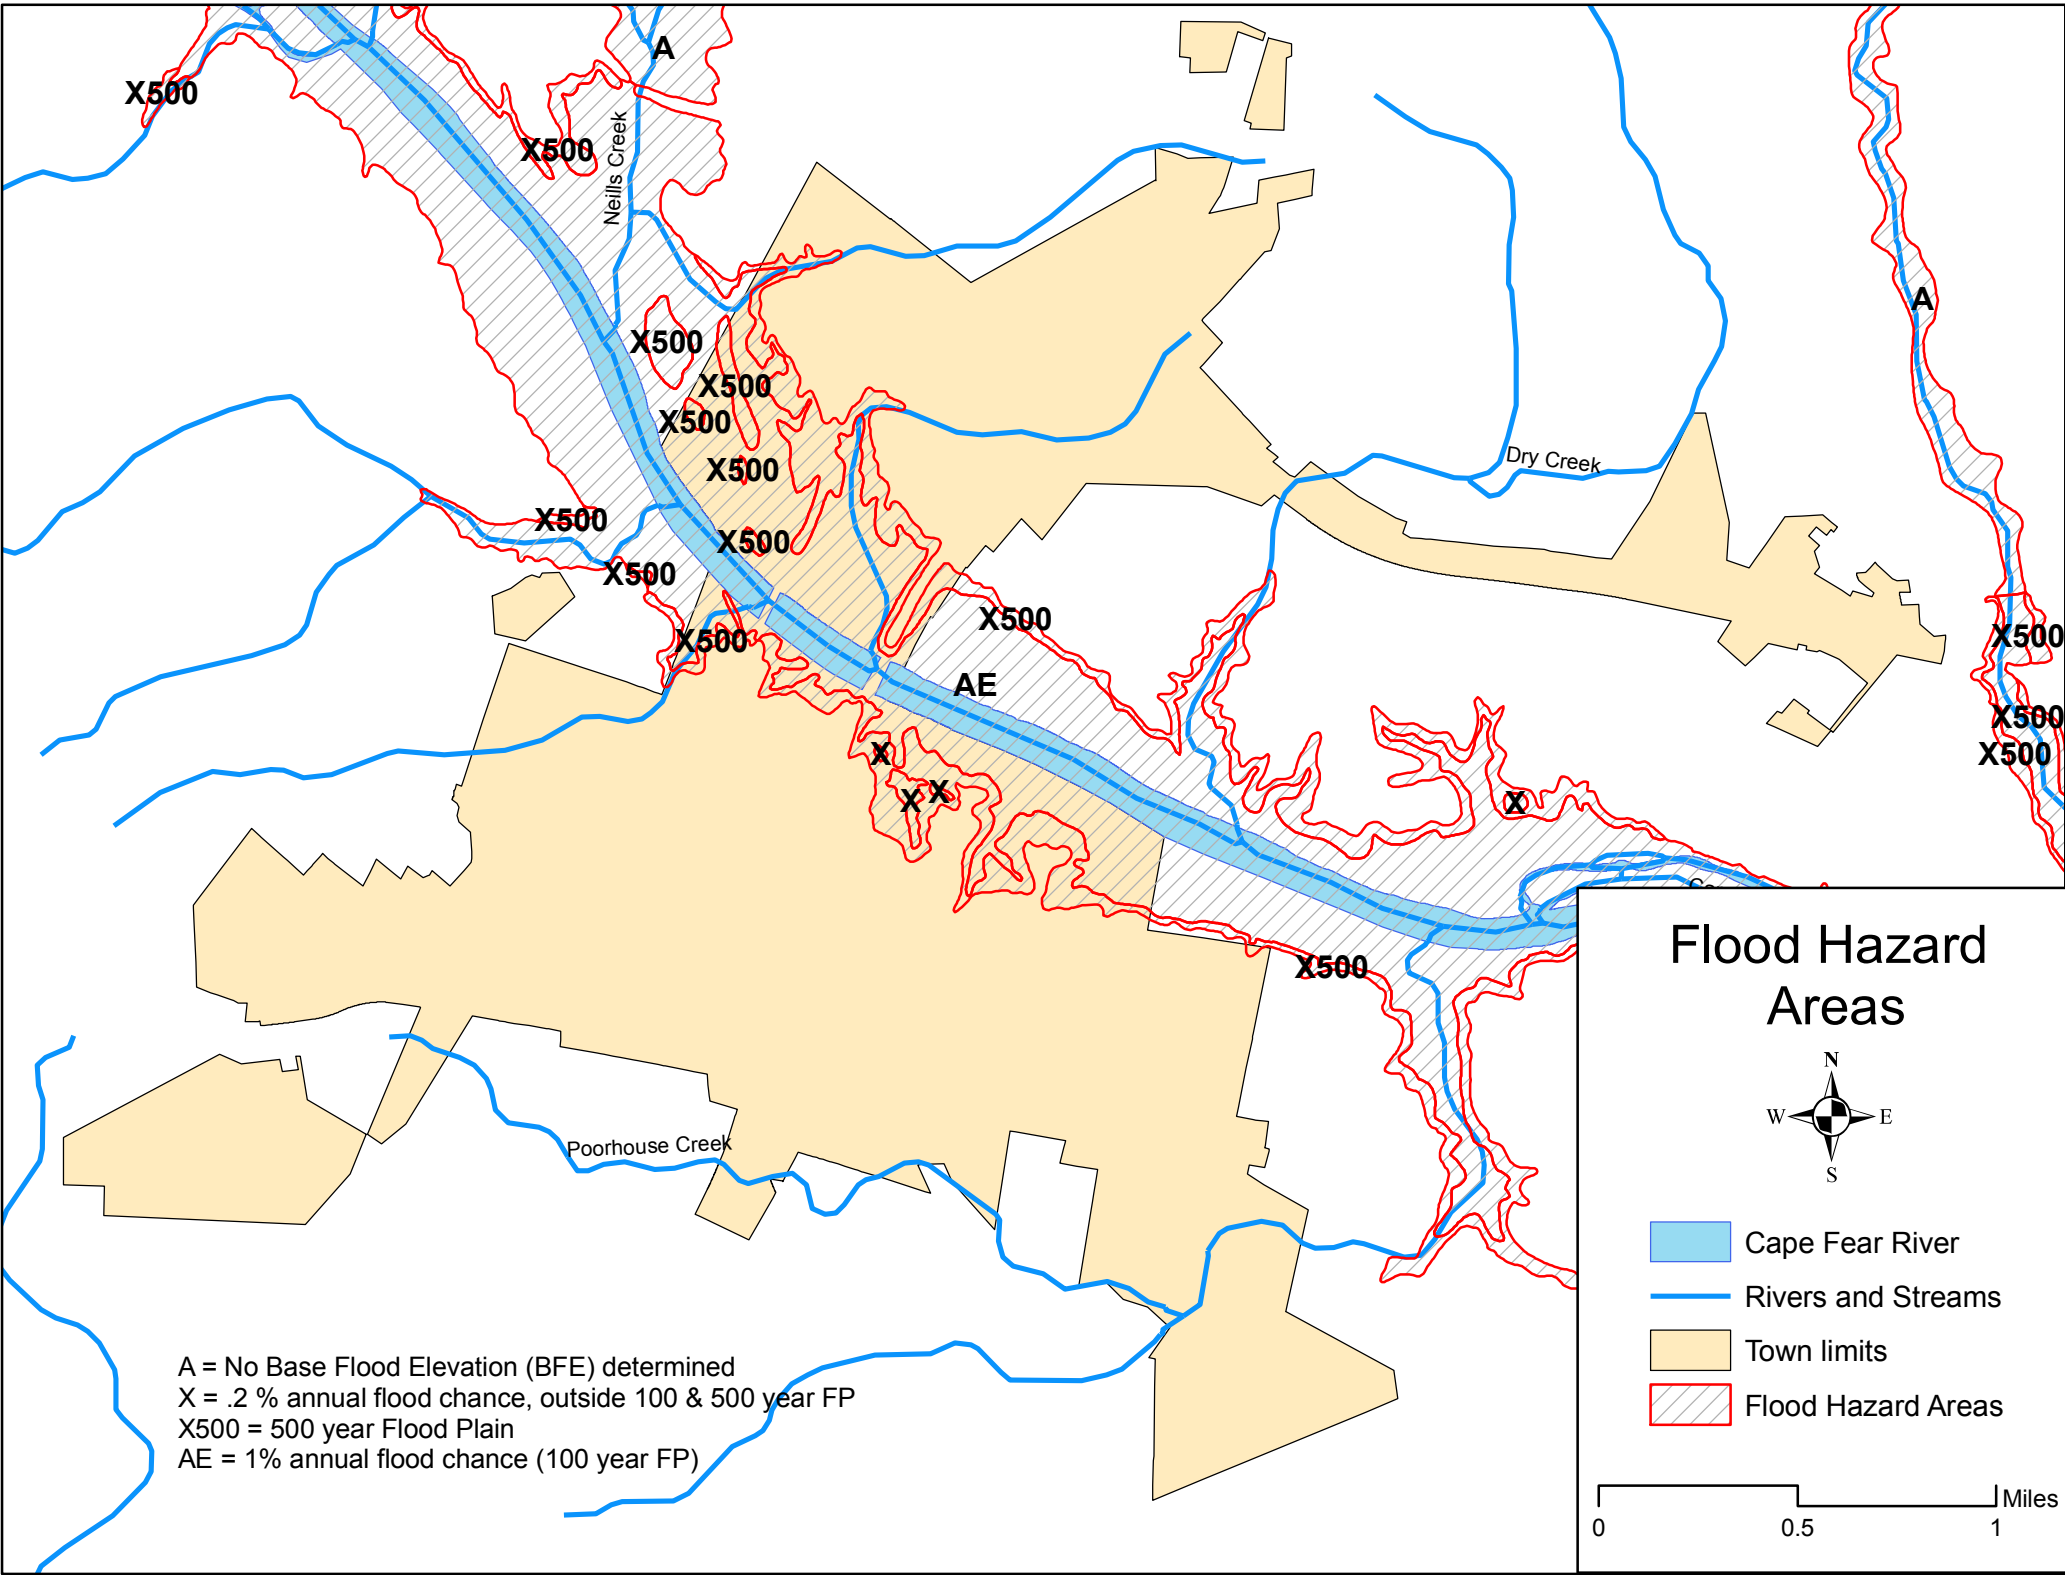 A
X500
X500
Neills Creek
A
X500
X500
X500
X500
Dry Creek
X500
X500
X500
X500
X500
X500
AE
X500
X500
X
X
X
X
X500
Poorhouse Creek
Flood Hazard
Areas
N
W
E
S
Cape Fear River
Rivers and Streams
Town limits
Flood Hazard Areas
A = No Base Flood Elevation (BFE) determined
X = .2 % annual flood chance, outside 100 & 500 year FP
X500 = 500 year Flood Plain
AE = 1% annual flood chance (100 year FP)
Miles
0
0.5
1